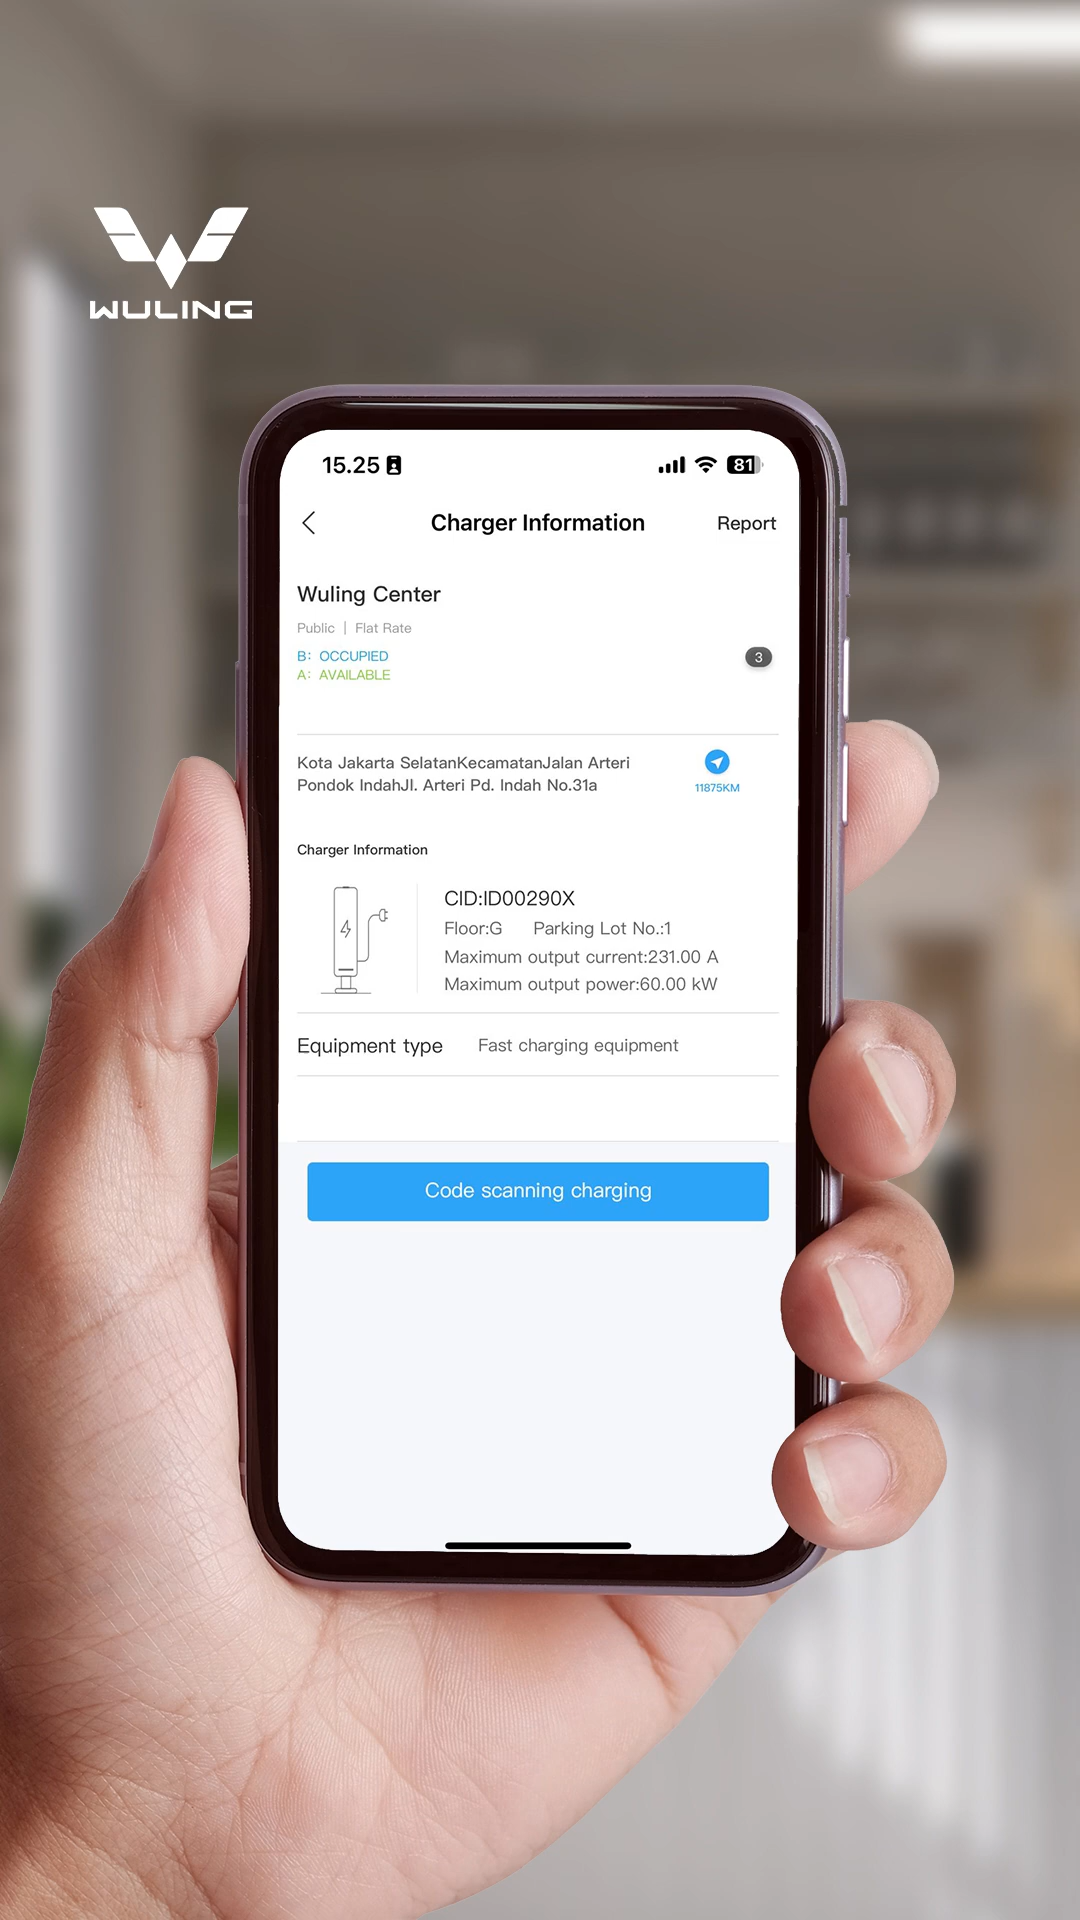 WULING
15.25
81
Charger Information
Report
Wuling Center
Public | Flat Rate
B: OCCUPIED
3
A: AVAILABLE
Kota Jakarta SelatanKecamatanJalan Arteri
Pondok IndahJl. Arteri Pd. Indah No.31a
11875KM
Charger Information
CID:ID00290X
Floor:G Parking Lot No.:1
Maximum output current:231.00 A
Maximum output power:60.00 kW
Equipment type Fast charging equipment
Code scanning charging